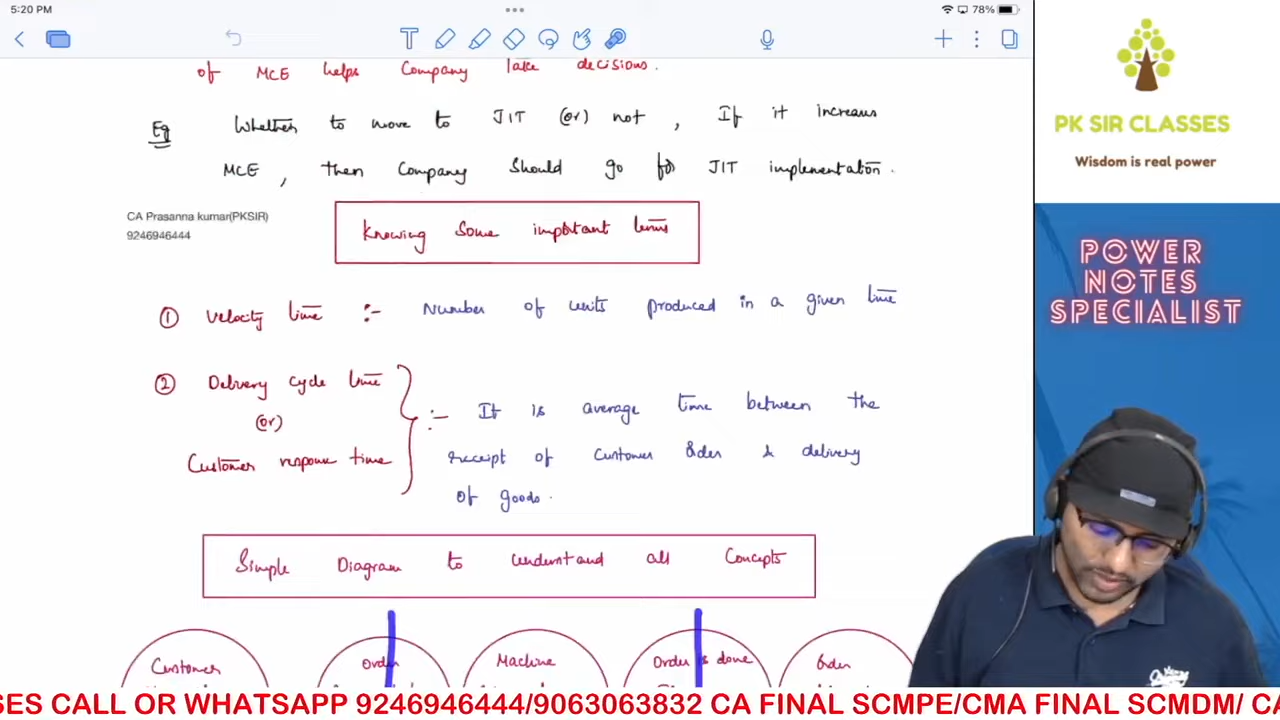 5:20 PM
78%
of MCE helps Company Take decisions.
Eg Whether to move to JIT (or) not, If it increases
MCE, then Company Should go for JIT implementation.
CA Prasanna kumar(PKSIR)
9246946444
Knowing Some important terms
① Velocity time :- Number of units produced in a given time
② Delivery cycle time
(or)
Customer response time
:- It is average time between the
receipt of Customer Order & delivery
of goods.
Simple Diagram to understand all Concepts
Customer
Order
Machine
Order is done
Order
PK SIR CLASSES
Wisdom is real power
POWER
NOTES
SPECIALIST
SES CALL OR WHATSAPP 9246946444/9063063832 CA FINAL SCMPE/CMA FINAL SCMDM/ CA